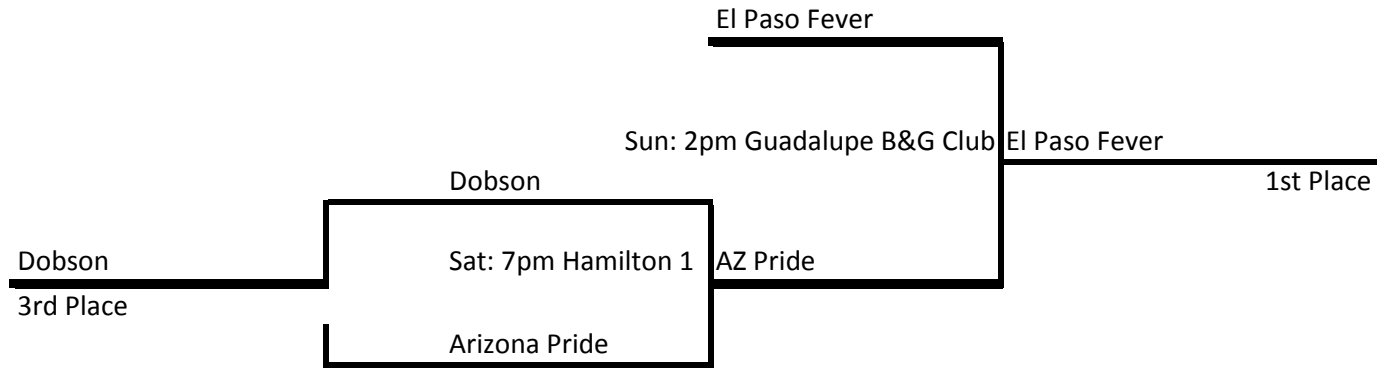 El Paso Fever
Sun: 2pm Guadalupe B&G Club
El Paso Fever
Dobson
1st Place
Dobson
Sat: 7pm Hamilton 1
AZ Pride
3rd Place
Arizona Pride